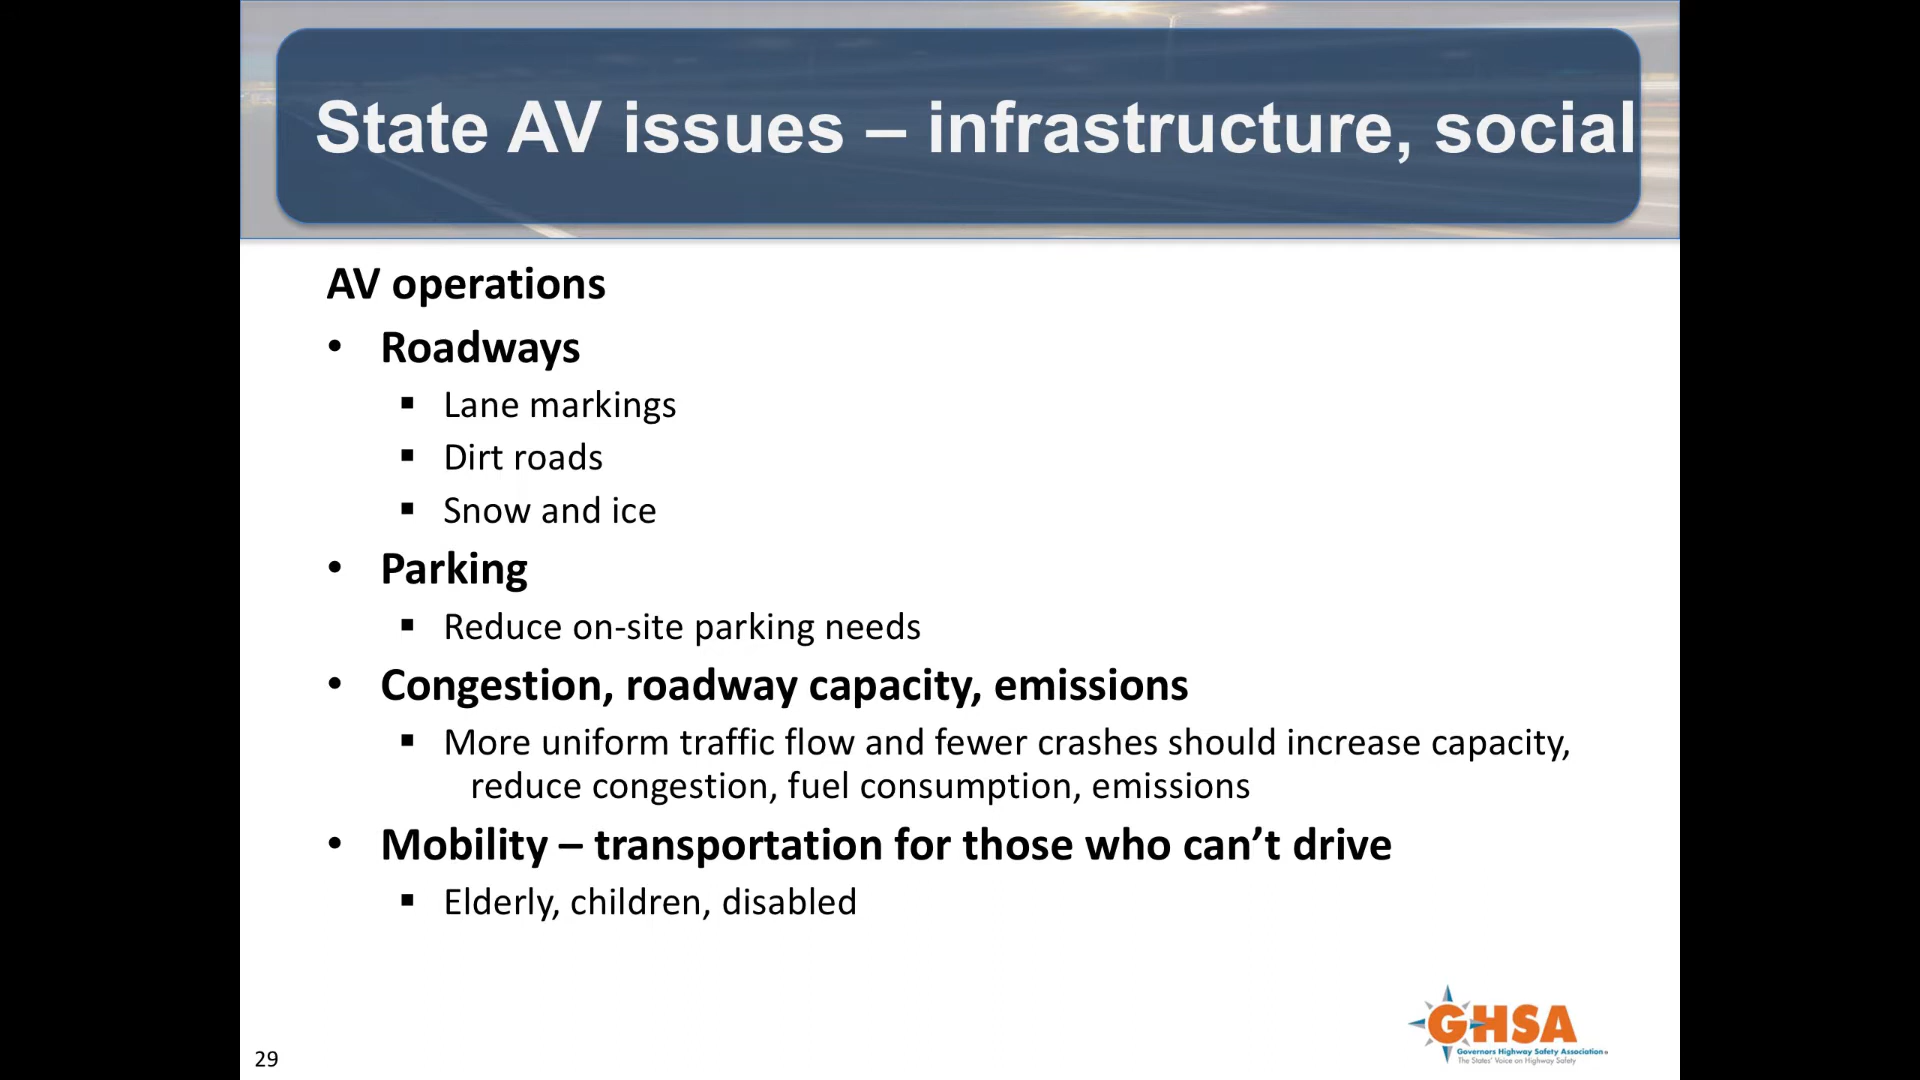 State AV issues – infrastructure, social
AV operations
• Roadways
▪ Lane markings
▪ Dirt roads
▪ Snow and ice
• Parking
▪ Reduce on-site parking needs
• Congestion, roadway capacity, emissions
▪ More uniform traffic flow and fewer crashes should increase capacity,
reduce congestion, fuel consumption, emissions
• Mobility – transportation for those who can’t drive
▪ Elderly, children, disabled
GHSA
Governors Highway Safety Association
The States' Voice on Highway Safety
29